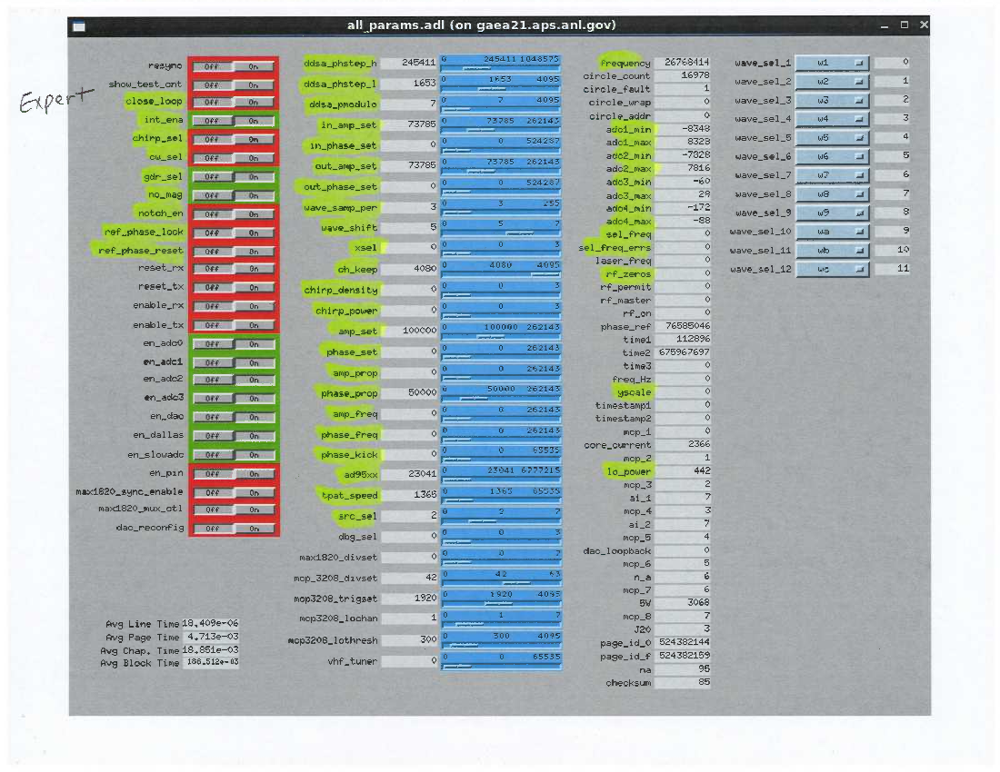 all_params.adl (on gaea21.aps.anl.gov)
Expert
resync Off On
show_test_cnt Off On
close_loop Off On
int_ena Off On
chirp_sel Off On
cw_sel Off On
gdr_sel Off On
no_mag Off On
notch_en Off On
ref_phase_lock Off On
ref_phase_reset Off On
reset_rx Off On
reset_tx Off On
enable_rx Off On
enable_tx Off On
en_adc0 Off On
en_adc1 Off On
en_adc2 Off On
en_adc3 Off On
en_dac Off On
en_dallas Off On
en_slowadc Off On
en_pin Off On
max1820_sync_enable Off On
max1820_mux_ctl Off On
dac_reconfig Off On
Avg Line Time 18.409e-06
Avg Page Time 4.713e-03
Avg Chap. Time 18.851e-03
Avg Block Time 188.512e-03
ddsa_phstep_h 245411 0 245411 1048575
ddsa_phstep_l 1653 0 1653 4095
ddsa_pmodulo 7 0 7 4095
in_amp_set 73785 0 73785 262143
in_phase_set 0 0 0 524287
out_amp_set 73785 0 73785 262143
out_phase_set 0 0 0 524287
wave_samp_per 3 0 3 255
wave_shift 5 0 5 7
xsel 0 0 0 3
ch_keep 4080 0 4080 4095
chirp_density 0 0 0 3
chirp_power 0 0 0 3
amp_set 100000 0 100000 262143
phase_set 0 0 0 262143
amp_prop 0 0 0 262143
phase_prop 50000 0 50000 262143
amp_freq 0 0 0 262143
phase_freq 0 0 0 262143
phase_kick 0 0 0 65535
ad95xx 23041 0 23041 6777215
tpat_speed 1365 0 1365 65535
src_sel 2 0 2 7
dbg_sel 0 0 0 3
max1820_divset 0 0 0 7
mcp_3208_divset 42 0 42 63
mcp3208_trigset 1920 0 1920 4095
mcp3208_lochan 1 0 1 7
mcp3208_lothresh 300 0 300 4095
vhf_tuner 0 0 0 65535
frequency 26768414
circle_count 16978
circle_fault 1
circle_wrap 0
circle_addr 0
adc1_min -8348
adc1_max 8323
adc2_min -7828
adc2_max 7816
adc3_min -60
adc3_max 29
adc4_min -172
adc4_max -88
sel_freq 0
sel_freq_errs 0
laser_freq 0
rf_zeros 0
rf_permit 0
rf_master 0
rf_on 0
phase_ref 76585046
time1 112896
time2 675967697
time3 0
freq_Hz 0
yscale 0
timestamp1 0
timestamp2 0
mcp_1 0
core_current 2366
mcp_2 1
lo_power 442
mcp_3 2
ai_1 7
mcp_4 3
ai_2 7
mcp_5 4
dac_loopback 0
mcp_6 5
n_a 6
mcp_7 6
5V 3068
mcp_8 7
J20 3
page_id_0 524382144
page_id_f 524382159
na 95
checksum 85
wave_sel_1 w1 0
wave_sel_2 w2 1
wave_sel_3 w3 2
wave_sel_4 w4 3
wave_sel_5 w5 4
wave_sel_6 w6 5
wave_sel_7 w7 6
wave_sel_8 w8 7
wave_sel_9 w9 8
wave_sel_10 wa 9
wave_sel_11 wb 10
wave_sel_12 wc 11